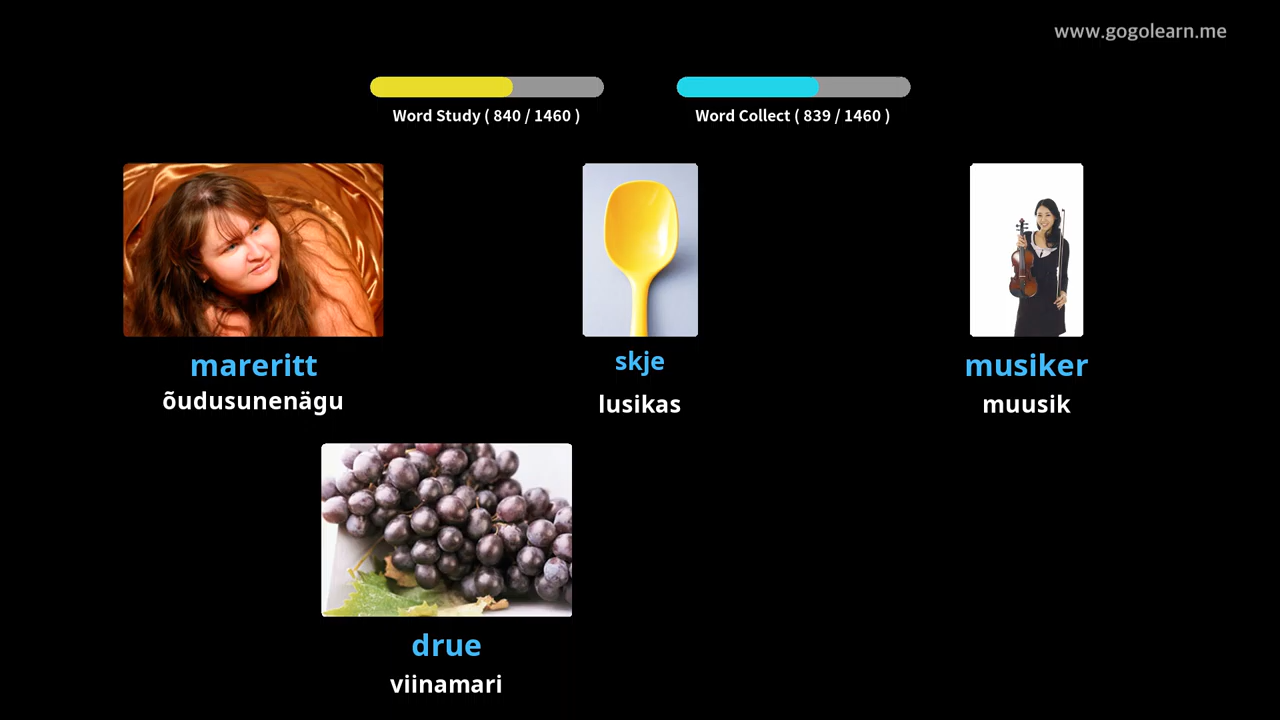 www.gogolearn.me
Word Study ( 840 / 1460 )
Word Collect ( 839 / 1460 )
mareritt
õudusunenägu
skje
lusikas
musiker
muusik
drue
viinamari